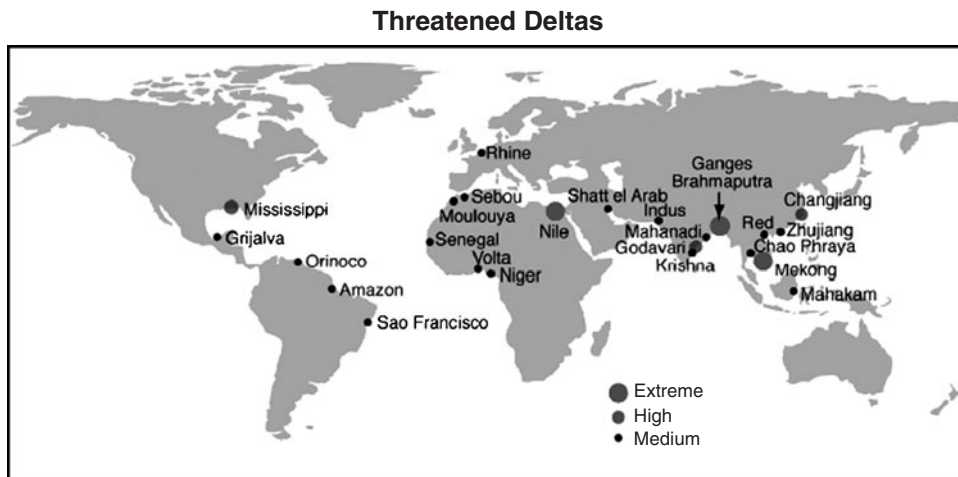 Threatened Deltas
Rhine
Ganges
Brahmaputra
Sebou
Shatt el Arab
Changjiang
Mississippi
Moulouya
Indus
Red
Zhujiang
Nile
Mahanadi
Grijalva
Senegal
Godavari
Chao Phraya
Volta
Krishna
Orinoco
Niger
Mekong
Amazon
Mahakam
Sao Francisco
Extreme
High
Medium